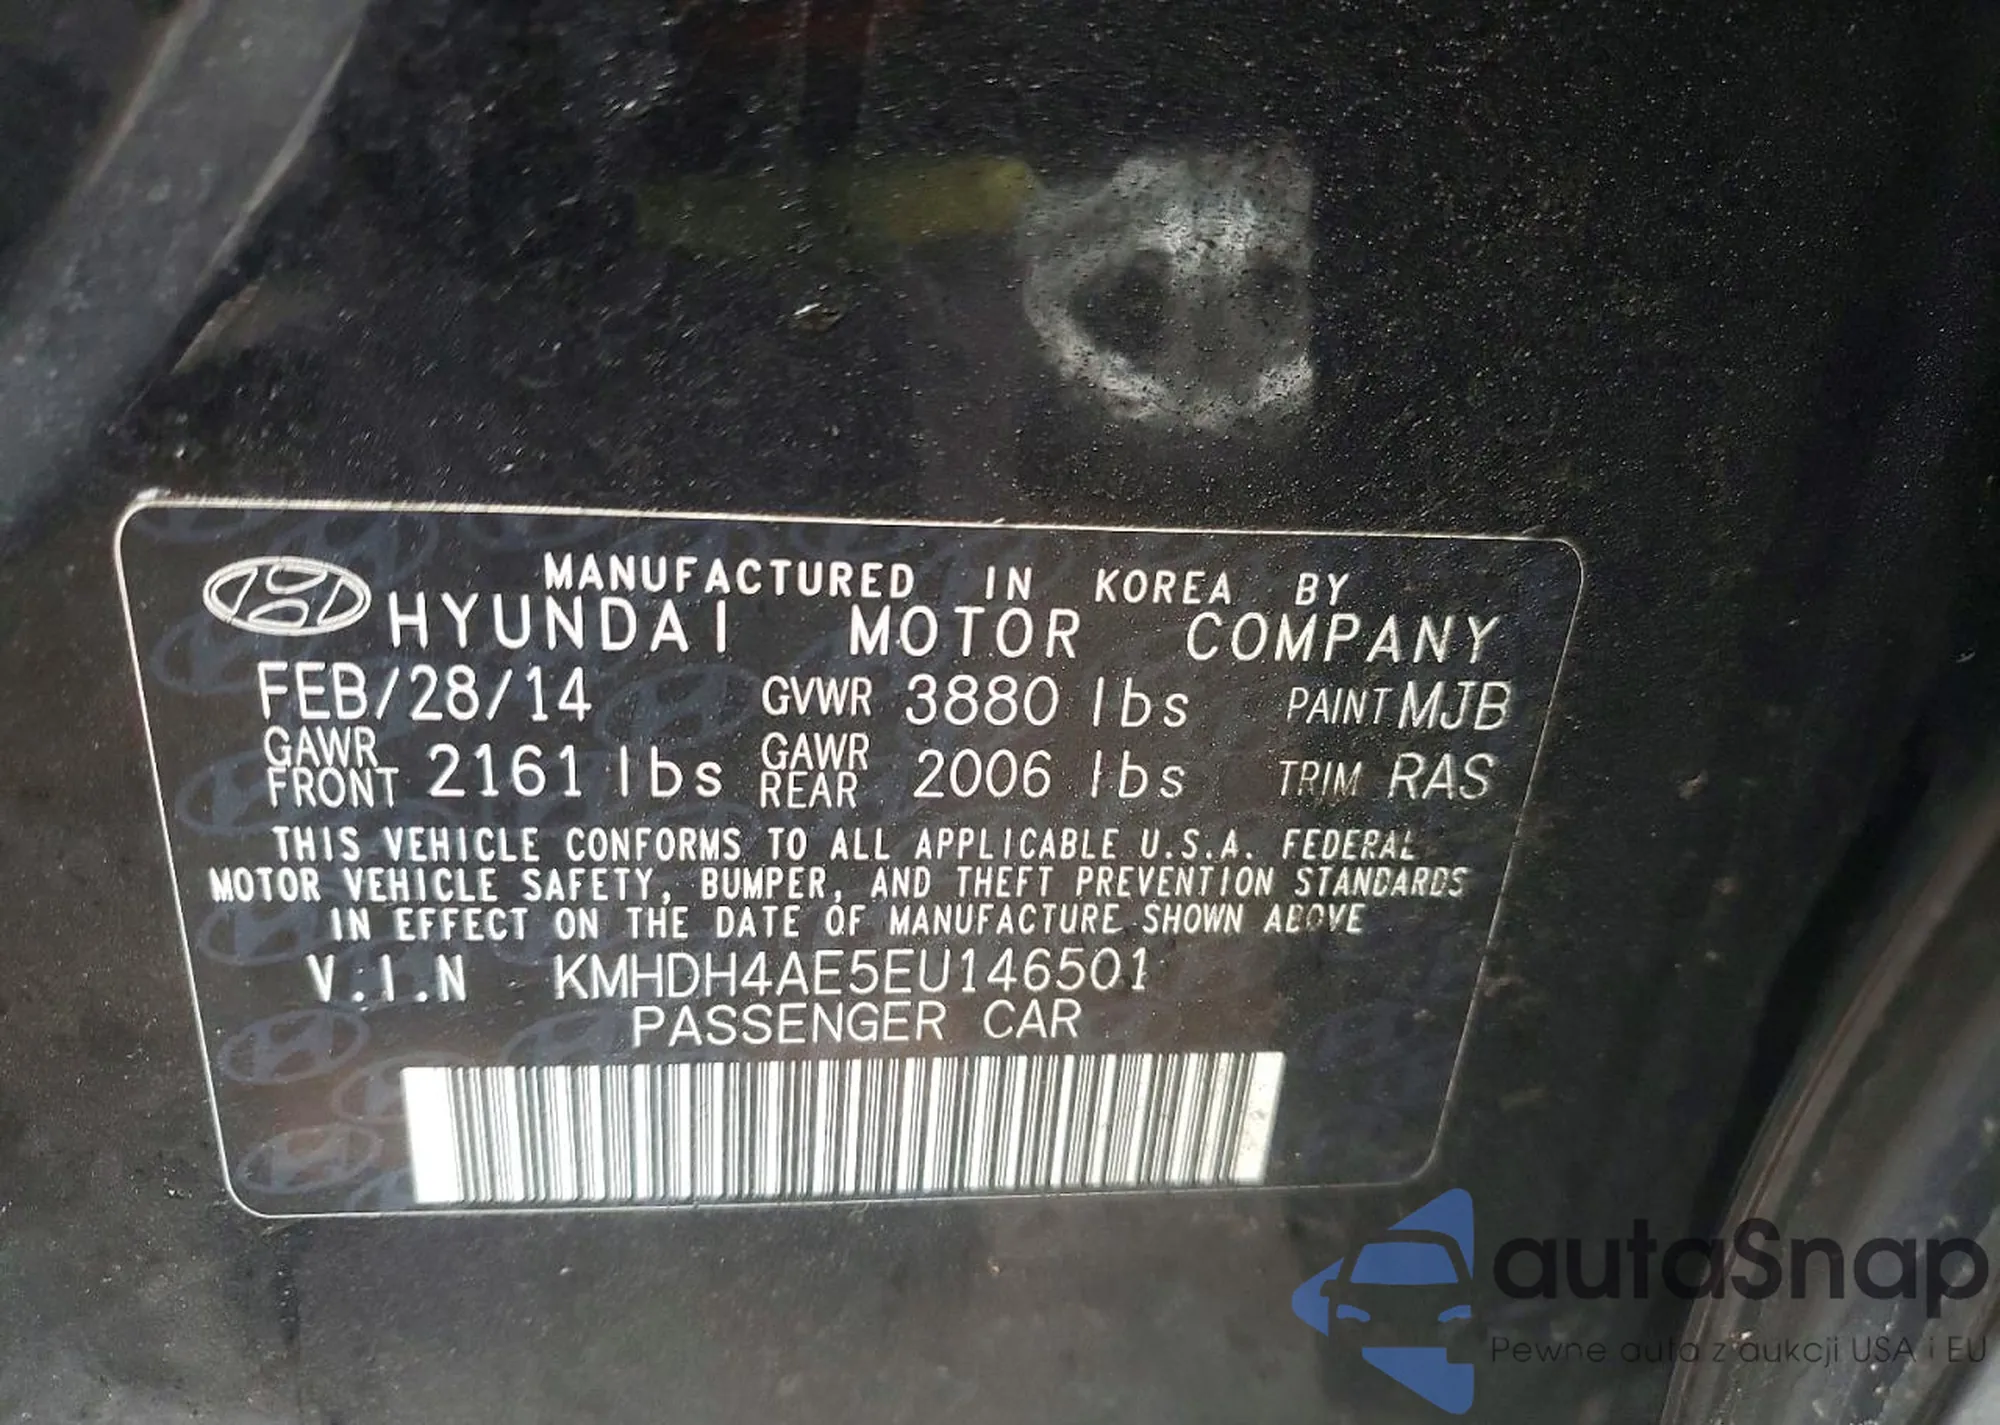 MANUFACTURED IN KOREA BY
HYUNDAI MOTOR COMPANY
FEB/28/14 GVWR 3880 lbs PAINT MJB
GAWR FRONT 2161 lbs GAWR REAR 2006 lbs TRIM RAS
THIS VEHICLE CONFORMS TO ALL APPLICABLE U.S.A. FEDERAL
MOTOR VEHICLE SAFETY, BUMPER, AND THEFT PREVENTION STANDARDS
IN EFFECT ON THE DATE OF MANUFACTURE SHOWN ABOVE
V.I.N KMHDH4AE5EU146501
PASSENGER CAR
autaSnap
Pewne auta z aukcji USA i EU